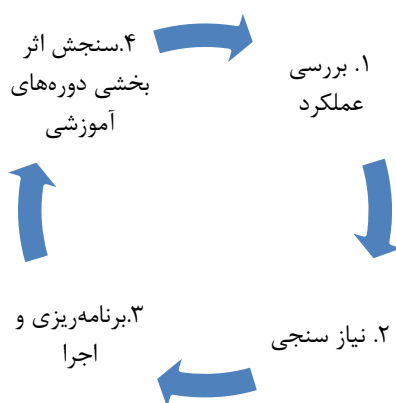 ۱. بررسی
عملکرد
۲. نیاز سنجی
۳.برنامه‌ریزی و
اجرا
۴.سنجش اثر
بخشی دوره‌های
آموزشی